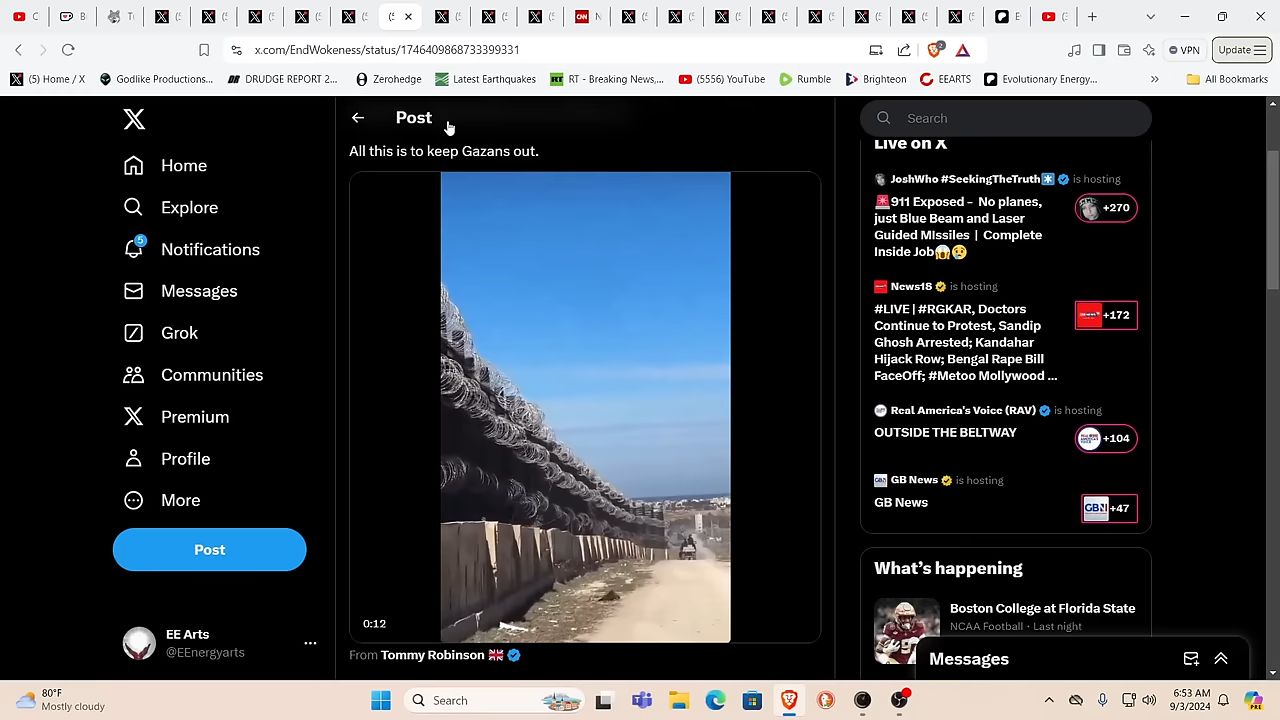 x.com/EndWokeness/status/1746409868733399331
2
VPN
Update
(5) Home / X
Godlike Productions...
DRUDGE REPORT 2...
Zerohedge
Latest Earthquakes
RT
RT - Breaking News,...
(5556) YouTube
Rumble
Brighteon
EEARTS
Evolutionary Energy...
All Bookmarks
Home
Explore
5
Notifications
Messages
Grok
Communities
Premium
Profile
More
Post
EE Arts
@EEnergyarts
Post
All this is to keep Gazans out.
0:12
From Tommy Robinson 🇬🇧
Search
Live on X
JoshWho #SeekingTheTruth*️⃣ is hosting
🚨911 Exposed – No planes,
just Blue Beam and Laser
Guided MIssiles | Complete
Inside Job😱😢
+270
News18 is hosting
#LIVE | #RGKAR, Doctors
Continue to Protest, Sandip
Ghosh Arrested; Kandahar
Hijack Row; Bengal Rape Bill
FaceOff; #Metoo Mollywood ...
+172
Real America's Voice (RAV) is hosting
OUTSIDE THE BELTWAY
+104
GB News is hosting
GB News
GBN
+47
What's happening
Boston College at Florida State
NCAA Football · Last night
Messages
80°F
Mostly cloudy
Search
6:53 AM
9/3/2024